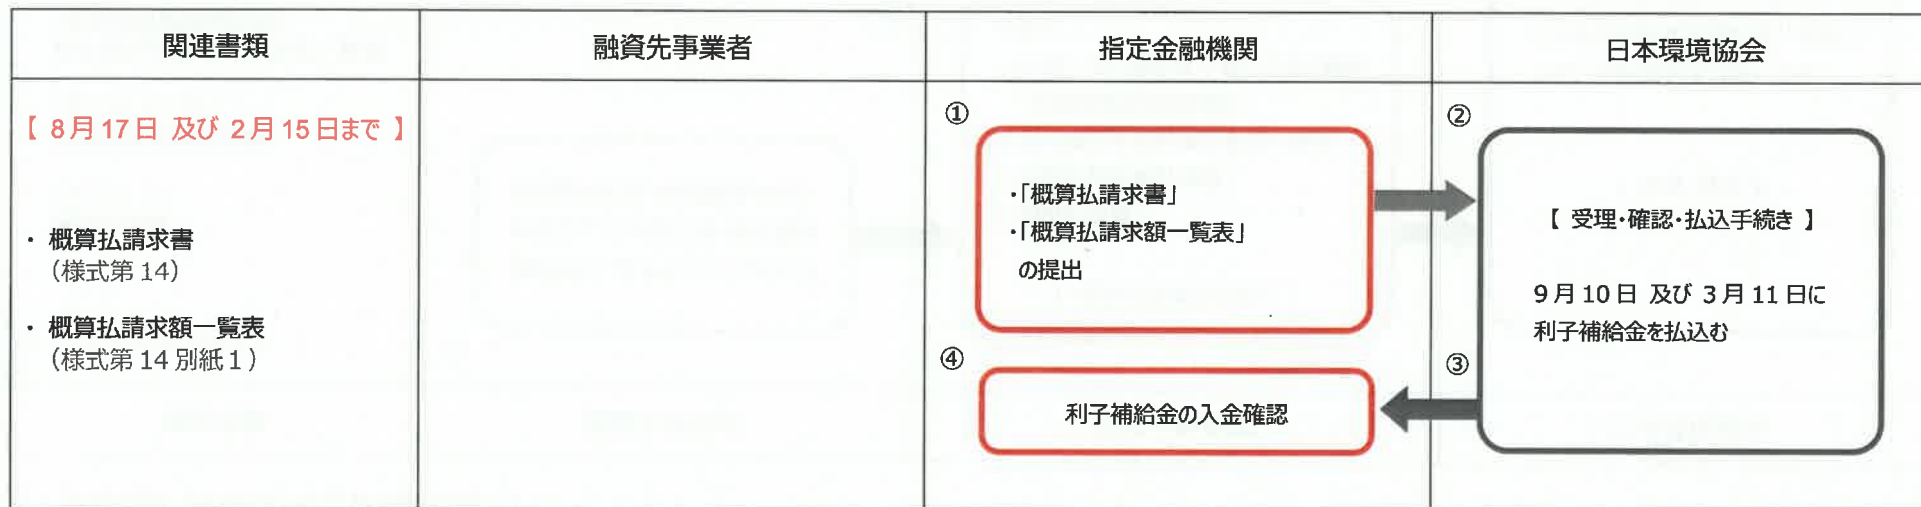 関連書類
融資先事業者
指定金融機関
日本環境協会
【 8月17日 及び 2月15日まで 】
・ 概算払請求書
（様式第 14）
・ 概算払請求額一覧表
（様式第 14 別紙 1 ）
①
・「概算払請求書」
・「概算払請求額一覧表」
の提出
②
【 受理・確認・払込手続き 】
9月10日 及び 3月11日に
利子補給金を払込む
③
④
利子補給金の入金確認